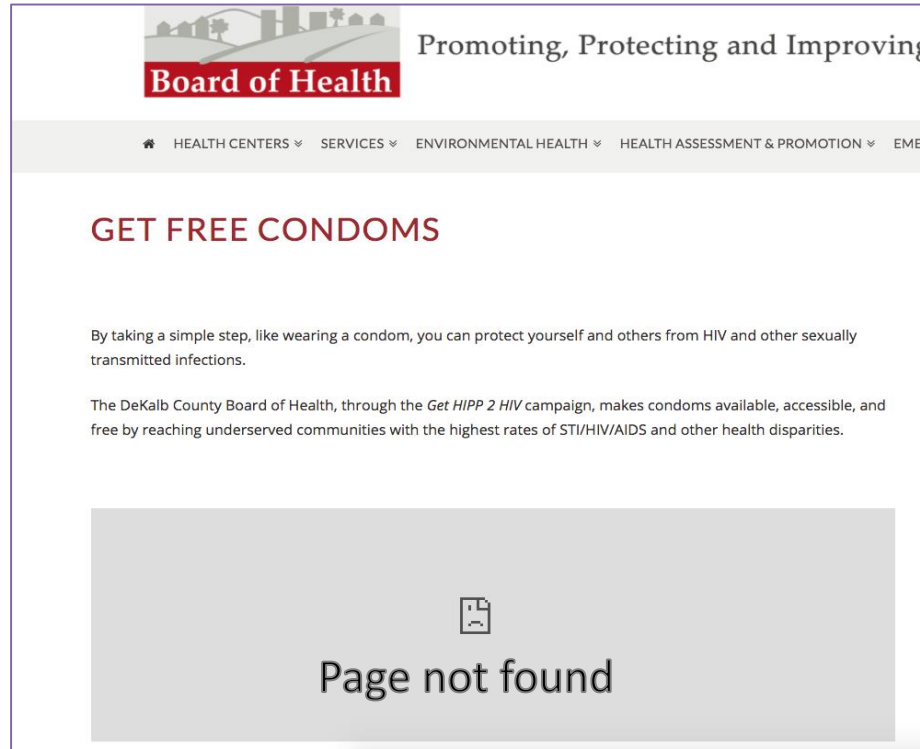 Promoting, Protecting and Improving
Board of Health
HEALTH CENTERS SERVICES ENVIRONMENTAL HEALTH HEALTH ASSESSMENT & PROMOTION EME
GET FREE CONDOMS
By taking a simple step, like wearing a condom, you can protect yourself and others from HIV and other sexually
transmitted infections.
The DeKalb County Board of Health, through the Get HIPP 2 HIV campaign, makes condoms available, accessible, and
free by reaching underserved communities with the highest rates of STI/HIV/AIDS and other health disparities.
Page not found